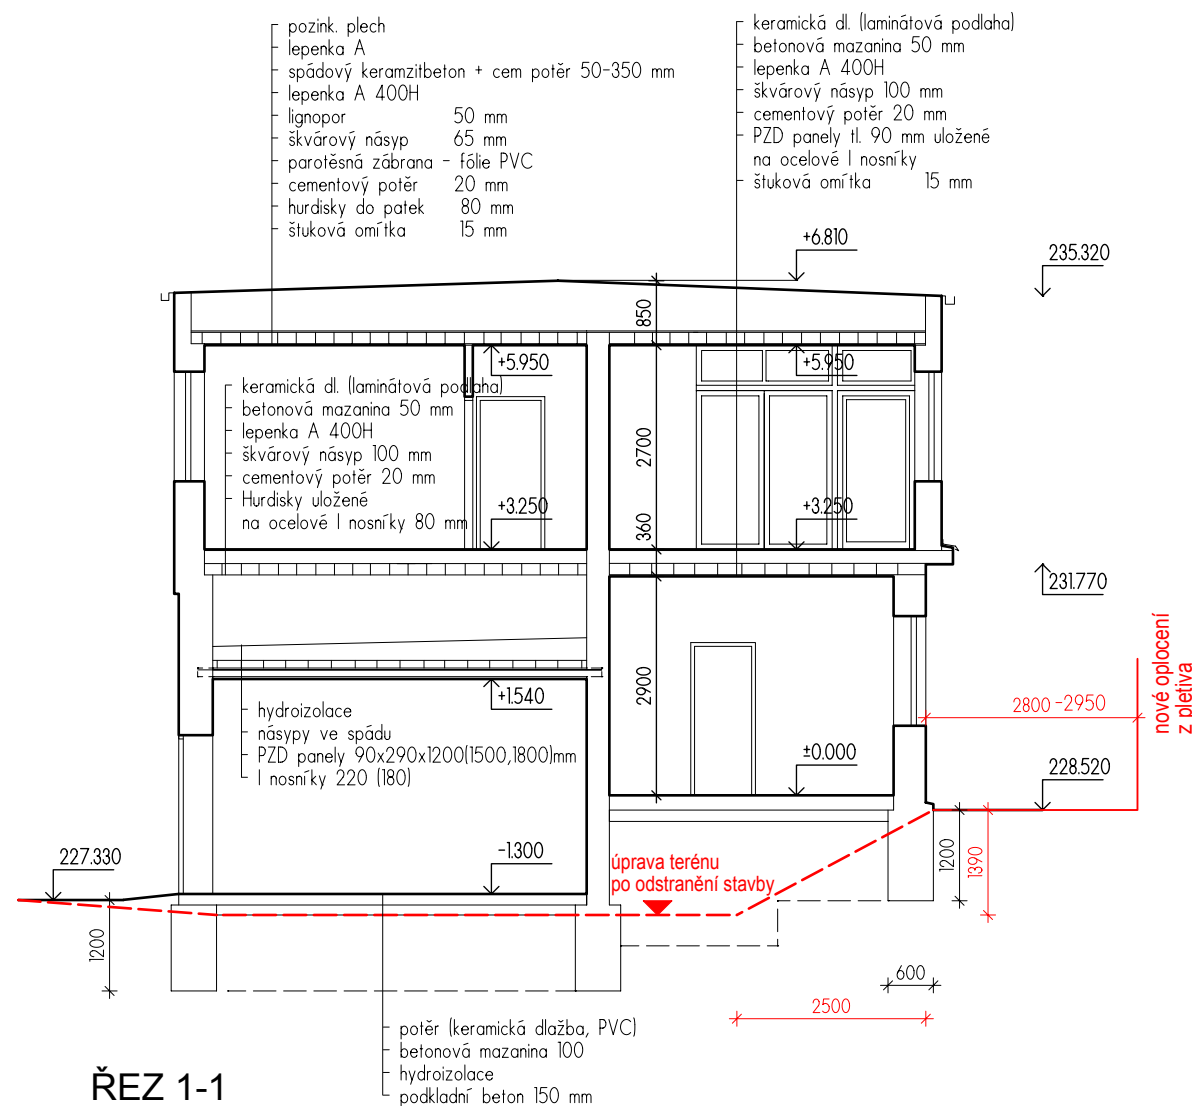 pozink. plech
lepenka A
spádový keramzitbeton + cem potěr 50-350 mm
lepenka A 400H
lignopor 50 mm
škvárový násyp 65 mm
parotěsná zábrana - fólie PVC
cementový potěr 20 mm
hurdisky do patek 80 mm
štuková omítka 15 mm
keramická dl. (laminátová podlaha)
betonová mazanina 50 mm
lepenka A 400H
škvárový násyp 100 mm
cementový potěr 20 mm
PZD panely tl. 90 mm uložené
na ocelové I nosníky
štuková omítka 15 mm
+6.810
235.320
850
+5.950
+5.950
keramická dl. (laminátová podlaha)
betonová mazanina 50 mm
lepenka A 400H
škvárový násyp 100 mm
cementový potěr 20 mm
Hurdisky uložené
na ocelové I nosníky 80 mm
2700
+3.250
360
+3.250
231.770
+1.540
2900
hydroizolace
násypy ve spádu
PZD panely 90x290x1200(1500,1800)mm
I nosníky 220 (180)
±0.000
2800-2950
nové oplocení
z pletiva
228.520
227.330
-1.300
úprava terénu
po odstranění stavby
1200
1390
1200
600
2500
potěr (keramická dlažba, PVC)
betonová mazanina 100
hydroizolace
podkladní beton 150 mm
ŘEZ 1-1